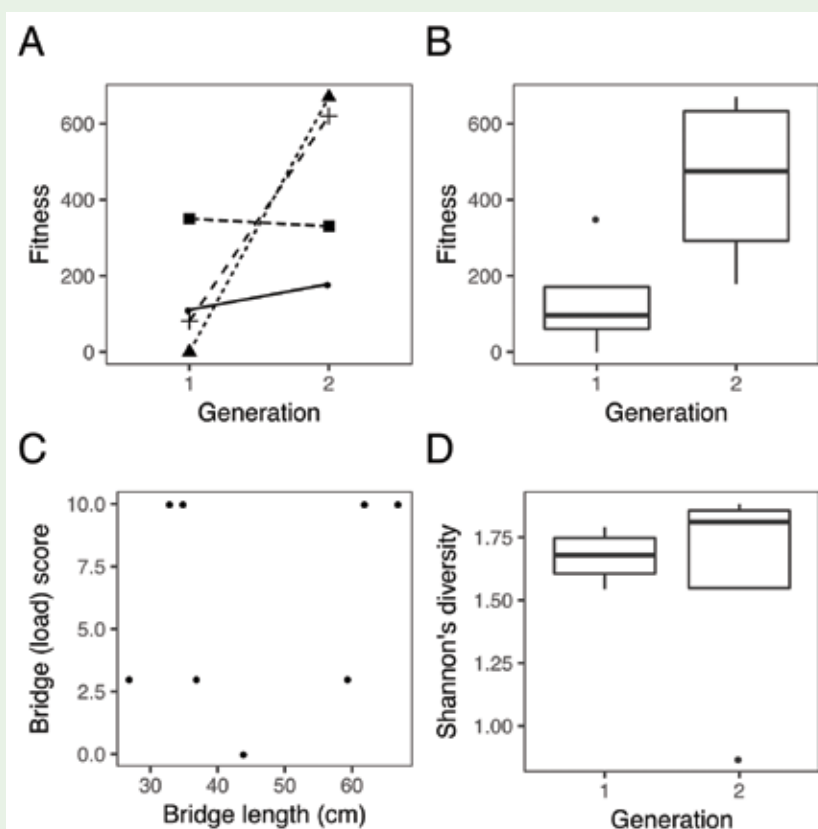 A
B
Fitness
600
400
200
0
1
2
Generation
Fitness
600
400
200
0
1
2
Generation
C
D
Bridge (load) score
10.0
7.5
5.0
2.5
0.0
30
40
50
60
Bridge length (cm)
Shannon's diversity
1.75
1.50
1.25
1.00
1
2
Generation